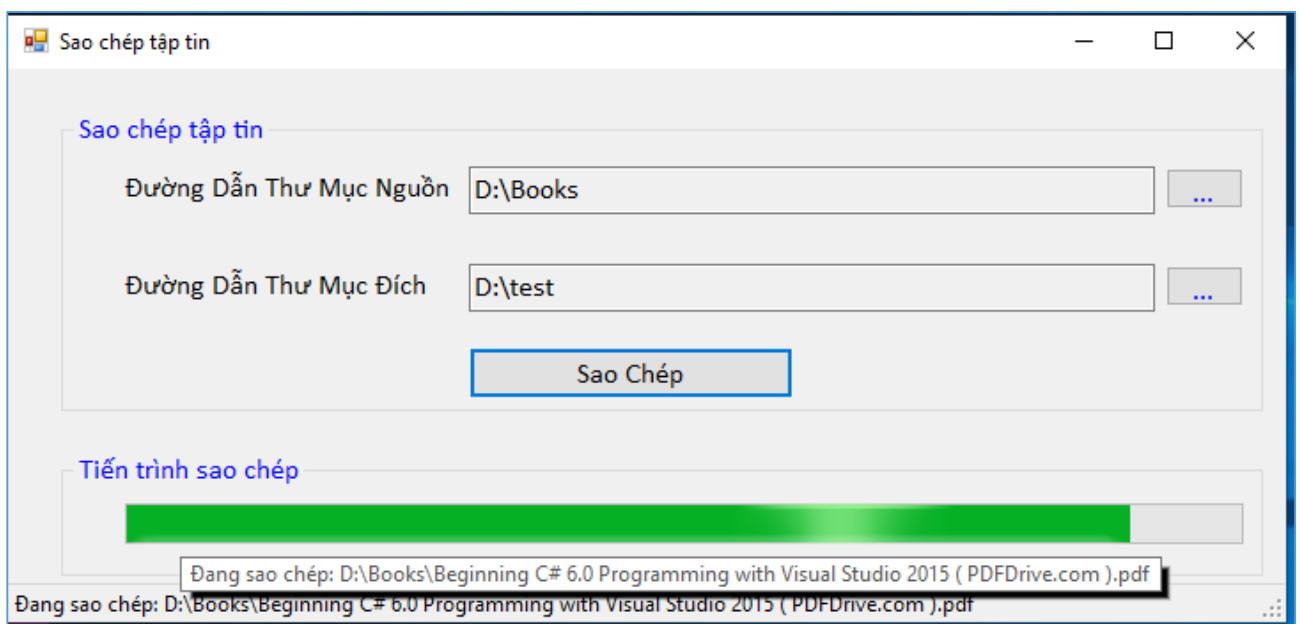 Sao chép tập tin
Sao chép tập tin
Đường Dẫn Thư Mục Nguồn D:\Books ...
Đường Dẫn Thư Mục Đích D:\test ...
Sao Chép
Tiến trình sao chép
Đang sao chép: D:\Books\Beginning C# 6.0 Programming with Visual Studio 2015 ( PDFDrive.com ).pdf
Đang sao chép: D:\Books\Beginning C# 6.0 Programming with Visual Studio 2015 ( PDFDrive.com ).pdf